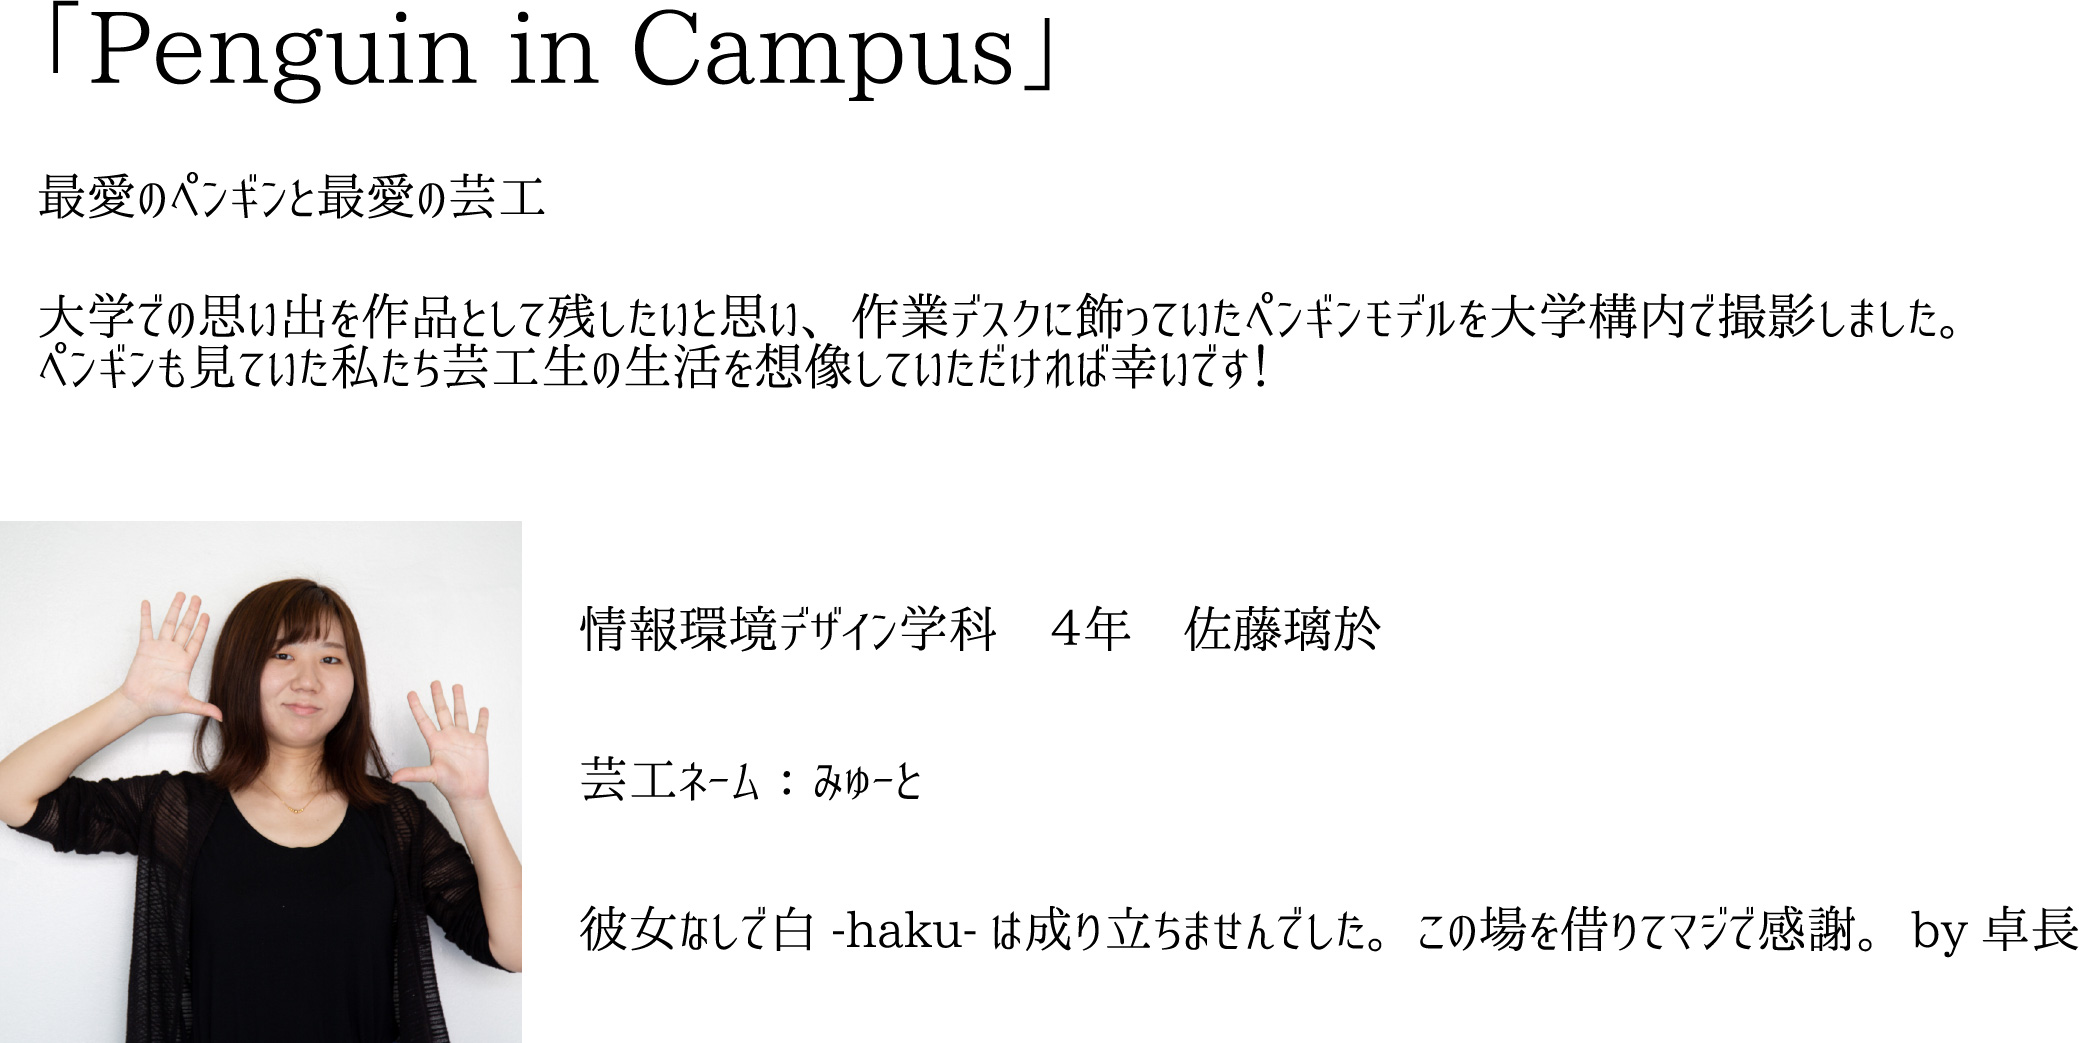 「Penguin in Campus」
最愛のペンギンと最愛の芸工
大学での思い出を作品として残したいと思い、作業デスクに飾っていたペンギンモデルを大学構内で撮影しました。
ペンギンも見ていた私たち芸工生の生活を想像していただければ幸いです！
情報環境デザイン学科　4年　佐藤璃於
芸工ネーム：みゅーと
彼女なしで白 -haku- は成り立ちませんでした。この場を借りてマジで感謝。 by 卓長